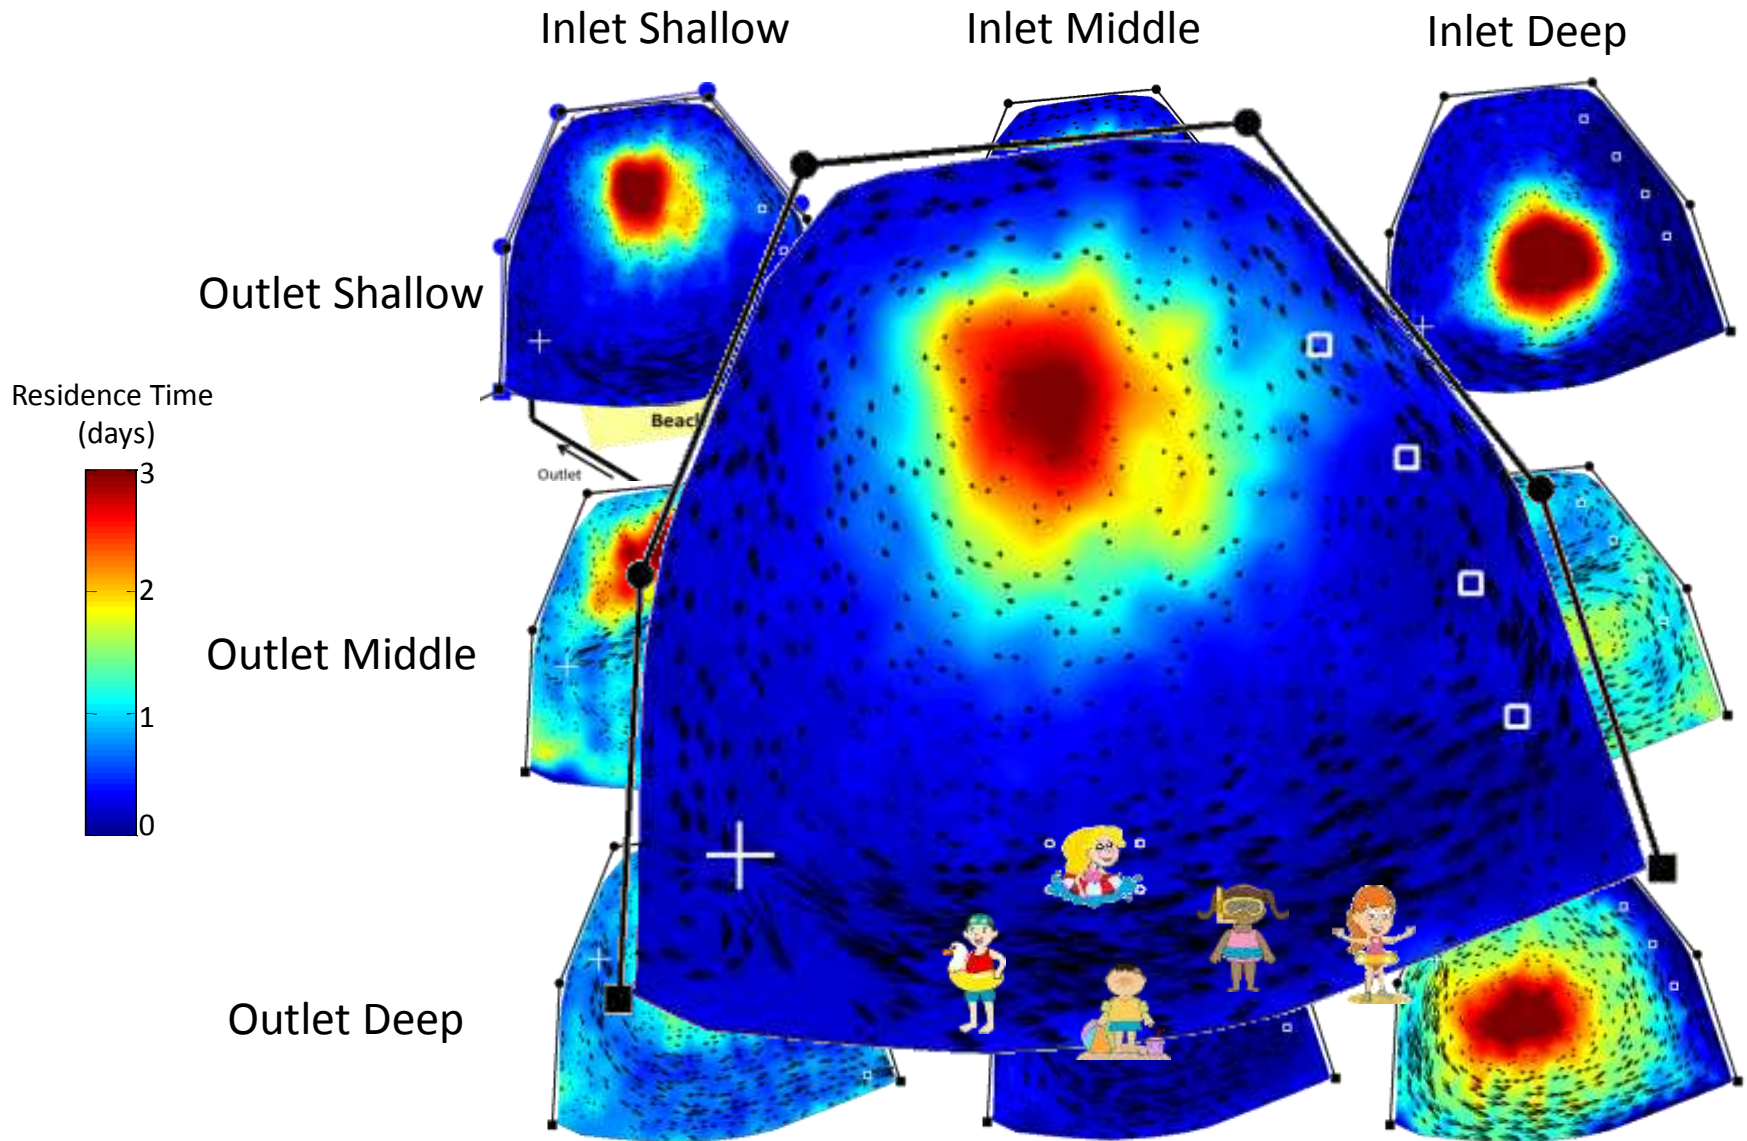 Inlet Shallow
Inlet Middle
Inlet Deep
Outlet Shallow
Residence Time
(days)
3
2
1
0
Beach
Outlet
Outlet Middle
Outlet Deep